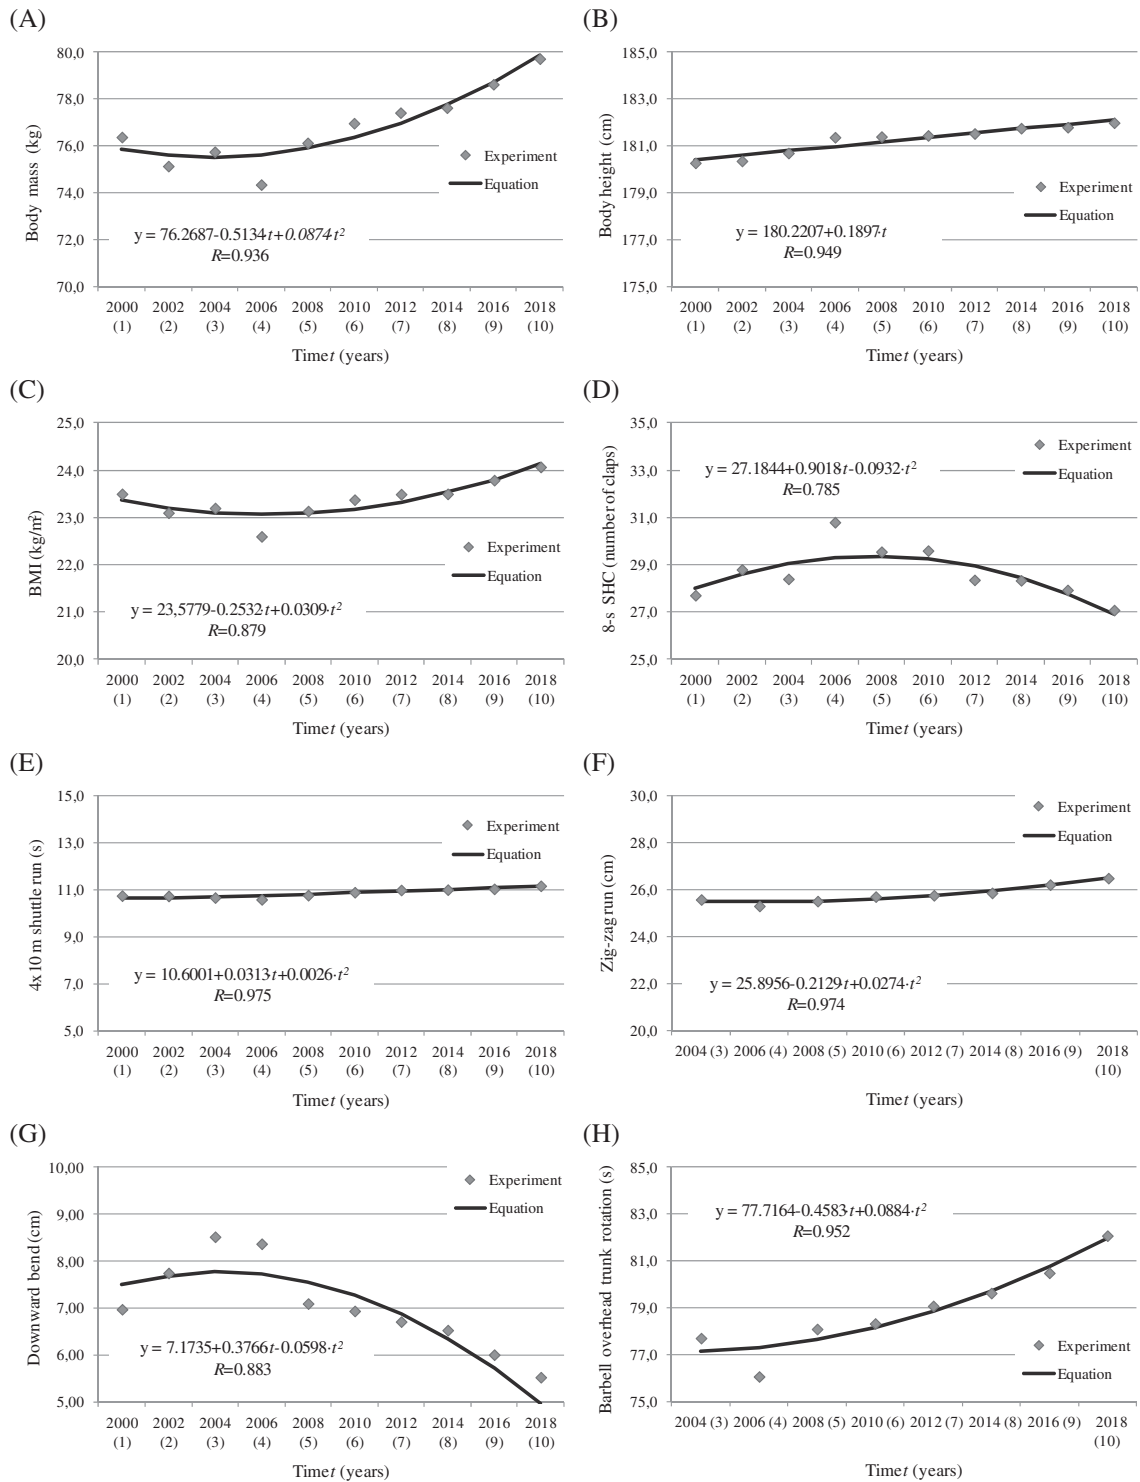 (A)
80,0
78,0
76,0
74,0
72,0
70,0
Body mass (kg)
Experiment
Equation
y = 76.2687-0.5134·t+0.0874·t²
R=0.936
2000 2002 2004 2006 2008 2010 2012 2014 2016 2018
(1) (2) (3) (4) (5) (6) (7) (8) (9) (10)
Time t (years)
(B)
185,0
183,0
181,0
179,0
177,0
175,0
Body height (cm)
Experiment
Equation
y = 180.2207+0.1897·t
R=0.949
2000 2002 2004 2006 2008 2010 2012 2014 2016 2018
(1) (2) (3) (4) (5) (6) (7) (8) (9) (10)
Time t (years)
(C)
25,0
24,0
23,0
22,0
21,0
20,0
BMI (kg/m²)
Experiment
Equation
y = 23,5779-0.2532·t+0.0309·t²
R=0.879
2000 2002 2004 2006 2008 2010 2012 2014 2016 2018
(1) (2) (3) (4) (5) (6) (7) (8) (9) (10)
Time t (years)
(D)
35,0
33,0
31,0
29,0
27,0
25,0
8-s SHC (number of claps)
Experiment
Equation
y = 27.1844+0.9018·t-0.0932·t²
R=0.785
2000 2002 2004 2006 2008 2010 2012 2014 2016 2018
(1) (2) (3) (4) (5) (6) (7) (8) (9) (10)
Time t (years)
(E)
15,0
13,0
11,0
9,0
7,0
5,0
4x10 m shuttle run (s)
Experiment
Equation
y = 10.6001+0.0313·t+0.0026·t²
R=0.975
2000 2002 2004 2006 2008 2010 2012 2014 2016 2018
(1) (2) (3) (4) (5) (6) (7) (8) (9) (10)
Time t (years)
(F)
30,0
28,0
26,0
24,0
22,0
20,0
Zig-zag run (cm)
Experiment
Equation
y = 25.8956-0.2129·t+0.0274·t²
R=0.974
2004 (3) 2006 (4) 2008 (5) 2010 (6) 2012 (7) 2014 (8) 2016 (9) 2018
(10)
Time t (years)
(G)
10,00
9,00
8,00
7,00
6,00
5,00
Downward bend (cm)
Experiment
Equation
y = 7.1735+0.3766·t-0.0598·t²
R=0.883
2000 2002 2004 2006 2008 2010 2012 2014 2016 2018
(1) (2) (3) (4) (5) (6) (7) (8) (9) (10)
Time t (years)
(H)
85,0
83,0
81,0
79,0
77,0
75,0
Barbell overhead trunk rotation (s)
Experiment
Equation
y = 77.7164-0.4583·t+0.0884·t²
R=0.952
2004 (3) 2006 (4) 2008 (5) 2010 (6) 2012 (7) 2014 (8) 2016 (9) 2018
(10)
Time t (years)